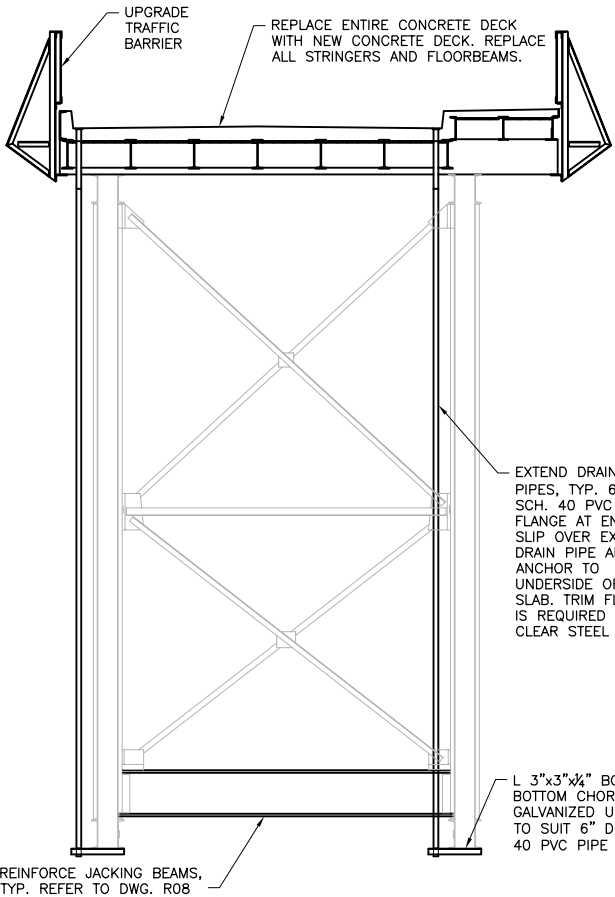 UPGRADE
TRAFFIC
BARRIER
REPLACE ENTIRE CONCRETE DECK
WITH NEW CONCRETE DECK. REPLACE
ALL STRINGERS AND FLOORBEAMS.
EXTEND DRAIN
PIPES, TYP. 6
SCH. 40 PVC
FLANGE AT EN
SLIP OVER EX
DRAIN PIPE A
ANCHOR TO
UNDERSIDE O
SLAB. TRIM FL
IS REQUIRED
CLEAR STEEL
L 3"x3"x¼" BO
BOTTOM CHOR
GALVANIZED U
TO SUIT 6" D
40 PVC PIPE
REINFORCE JACKING BEAMS,
TYP. REFER TO DWG. R08